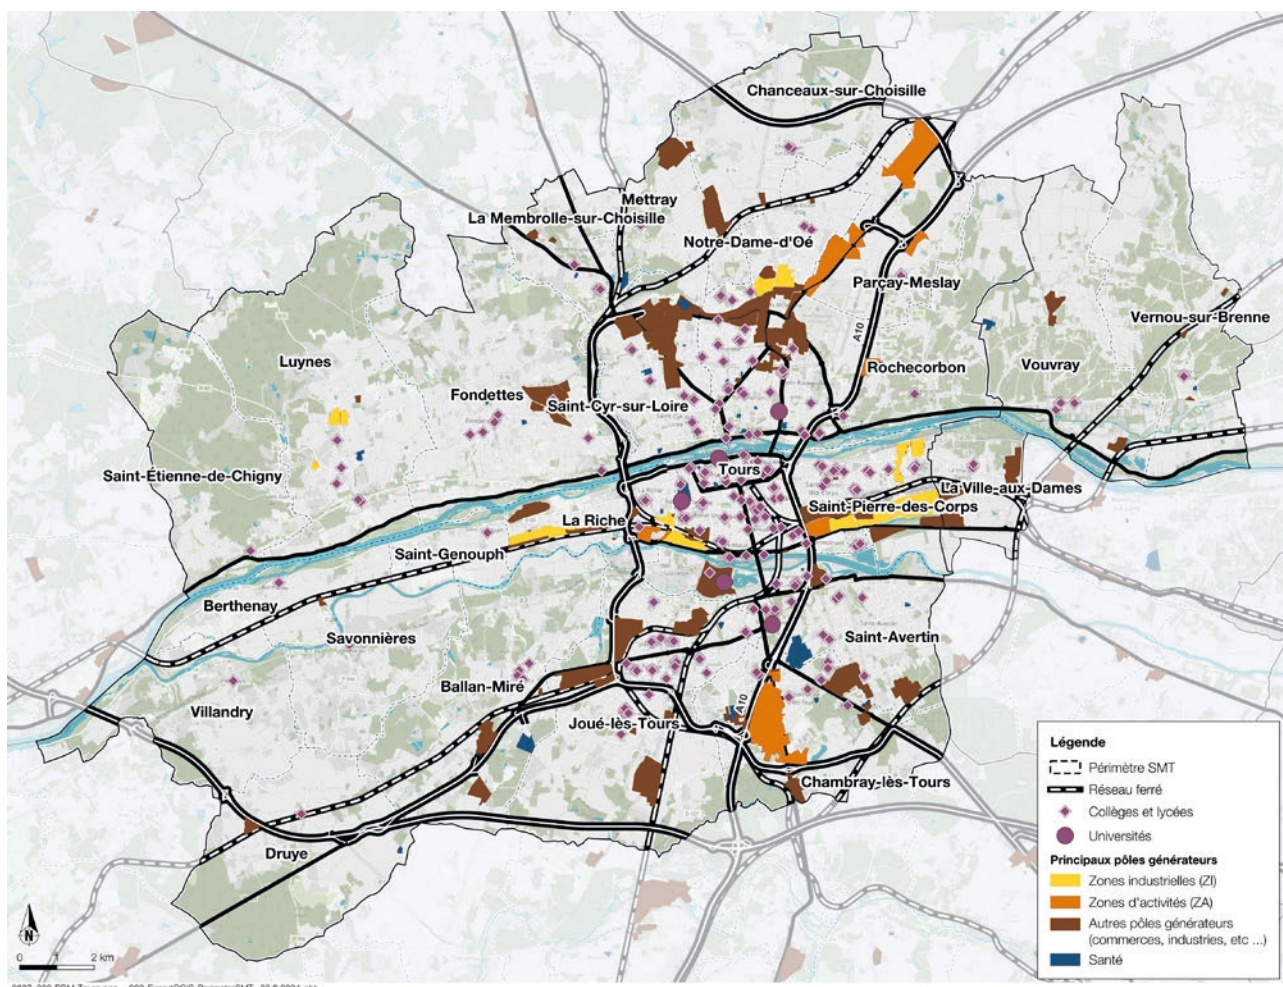 Chanceaux-sur-Choisille
Mettray
La Membrolle-sur-Choisille
Notre-Dame-d'Oé
Parçay-Meslay
Vernou-sur-Brenne
A10
Luynes
Rochecorbon
Vouvray
Fondettes
Saint-Cyr-sur-Loire
Saint-Étienne-de-Chigny
Tours
La Ville-aux-Dames
Saint-Pierre-des-Corps
La Riche
Saint-Genouph
Berthenay
Savonnières
Saint-Avertin
Ballan-Miré
Villandry
A10
Joué-lès-Tours
Chambray-lès-Tours
Druye
Légende
Périmètre SMT
Réseau ferré
Collèges et lycées
Universités
Principaux pôles générateurs
Zones industrielles (ZI)
Zones d'activités (ZA)
Autres pôles générateurs
(commerces, industries, etc ...)
Santé
N
0 1 2 km